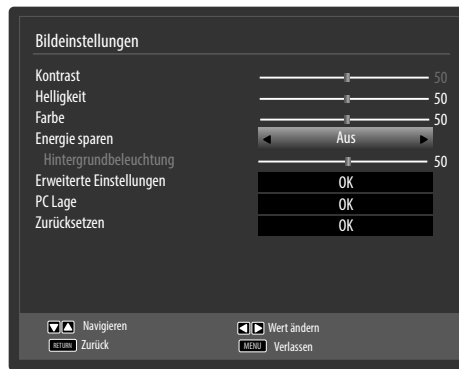 Bildeinstellungen
Kontrast 50
Helligkeit 50
Farbe 50
Energie sparen Aus
Hintergrundbeleuchtung 50
Erweiterte Einstellungen OK
PC Lage OK
Zurücksetzen OK
Navigieren Wert ändern
RETURN Zurück MENU Verlassen